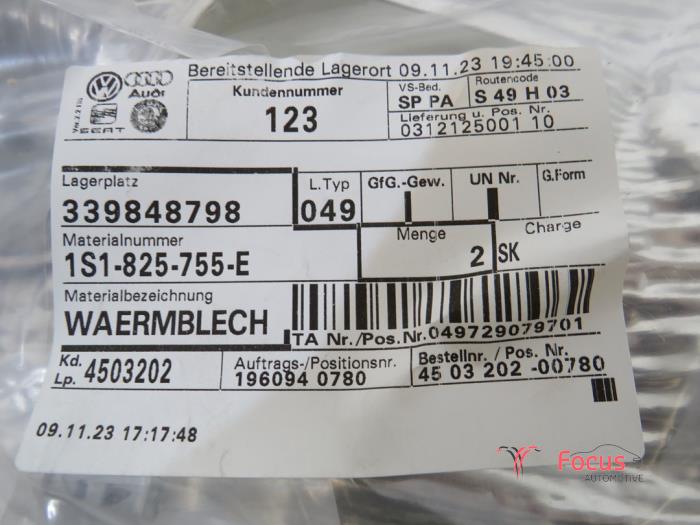 Bereitstellende Lagerort 09.11.23 19:45:00
Audi
SEAT
Kundennummer
123
VS-Bed.
SP PA
Routencode
S 49 H 03
Lieferung u. Pos. Nr.
0312125001 10
Lagerplatz
339848798
L.Typ
049
GfG.-Gew.
UN Nr.
G.Form
Materialnummer
1S1-825-755-E
Menge
2 SK
Charge
Materialbezeichnung
WAERMBLECH
TA Nr./Pos.Nr.049729079701
Kd.
Lp. 4503202
Auftrags-/Positionsnr.
196094 0780
Bestellnr. / Pos. Nr.
45 03 202 -00780
09.11.23 17:17:48
Focus
AUTOMOTIVE